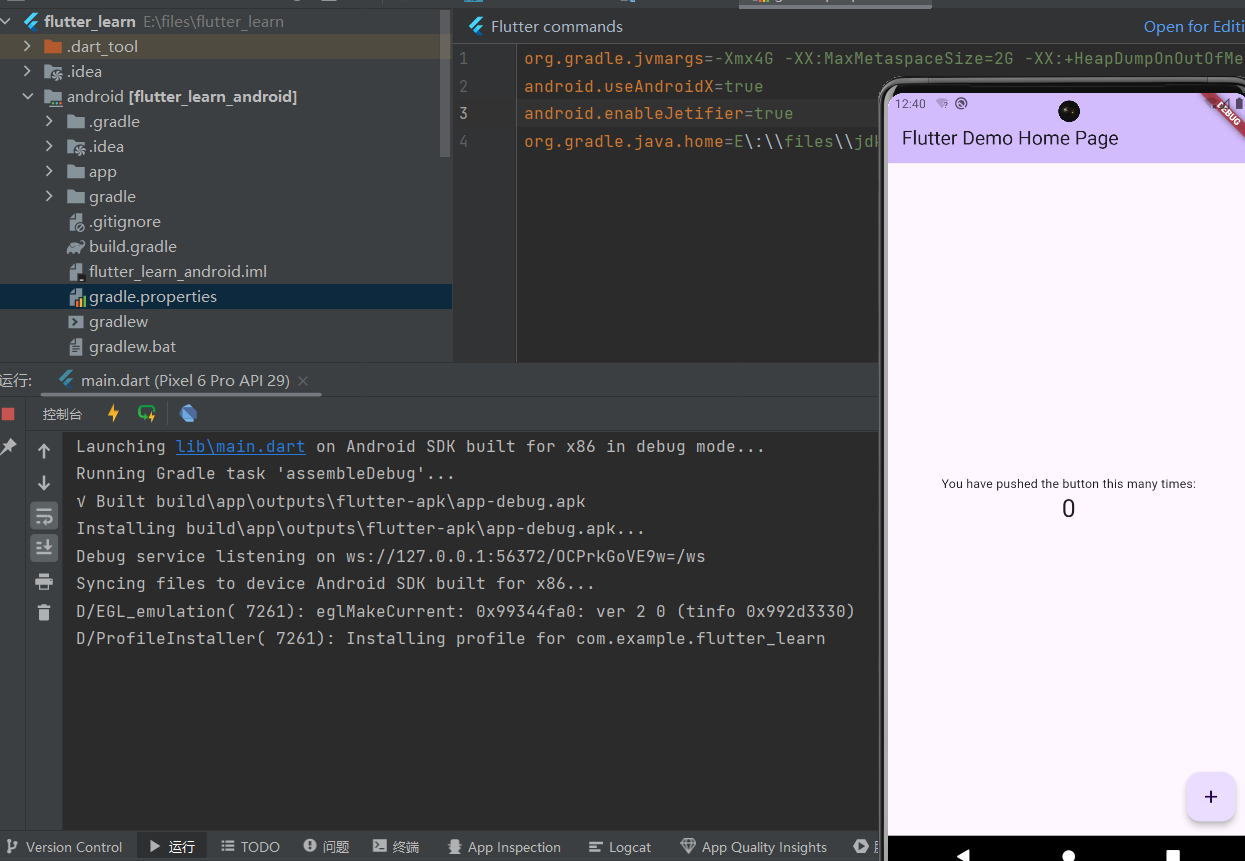 flutter_learn E:\files\flutter_learn
.dart_tool
.idea
android [flutter_learn_android]
.gradle
.idea
app
gradle
.gitignore
build.gradle
flutter_learn_android.iml
gradle.properties
gradlew
gradlew.bat
Flutter commands
Open for Editi
1 org.gradle.jvmargs=-Xmx4G -XX:MaxMetaspaceSize=2G -XX:+HeapDumpOnOutOfMe
2 android.useAndroidX=true
3 android.enableJetifier=true
4 org.gradle.java.home=E\:\\files\\jdk
12:40
DEBUG
Flutter Demo Home Page
You have pushed the button this many times:
0
+
运行:
main.dart (Pixel 6 Pro API 29)
控制台
Launching lib\main.dart on Android SDK built for x86 in debug mode...
Running Gradle task 'assembleDebug'...
√ Built build\app\outputs\flutter-apk\app-debug.apk
Installing build\app\outputs\flutter-apk\app-debug.apk...
Debug service listening on ws://127.0.0.1:56372/OCPrkGoVE9w=/ws
Syncing files to device Android SDK built for x86...
D/EGL_emulation( 7261): eglMakeCurrent: 0x99344fa0: ver 2 0 (tinfo 0x992d3330)
D/ProfileInstaller( 7261): Installing profile for com.example.flutter_learn
Version Control 运行 TODO 问题 终端 App Inspection Logcat App Quality Insights